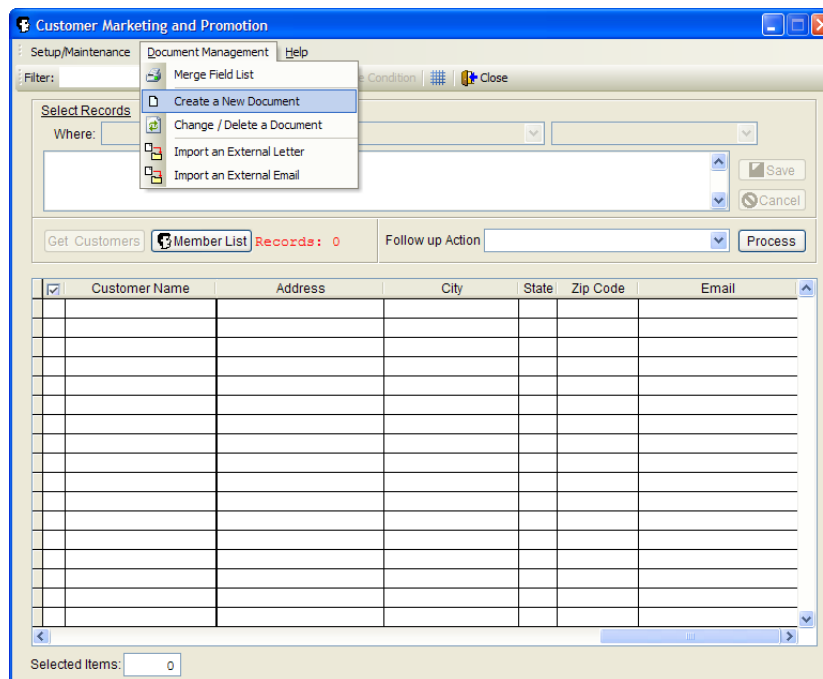 Customer Marketing and Promotion
Setup/Maintenance Document Management Help
Filter: Condition Close
Merge Field List
Create a New Document
Change / Delete a Document
Import an External Letter
Import an External Email
Select Records
Where:
Save
Cancel
Get Customers Member List Records: 0 Follow up Action Process
Customer Name Address City State Zip Code Email
Selected Items: 0